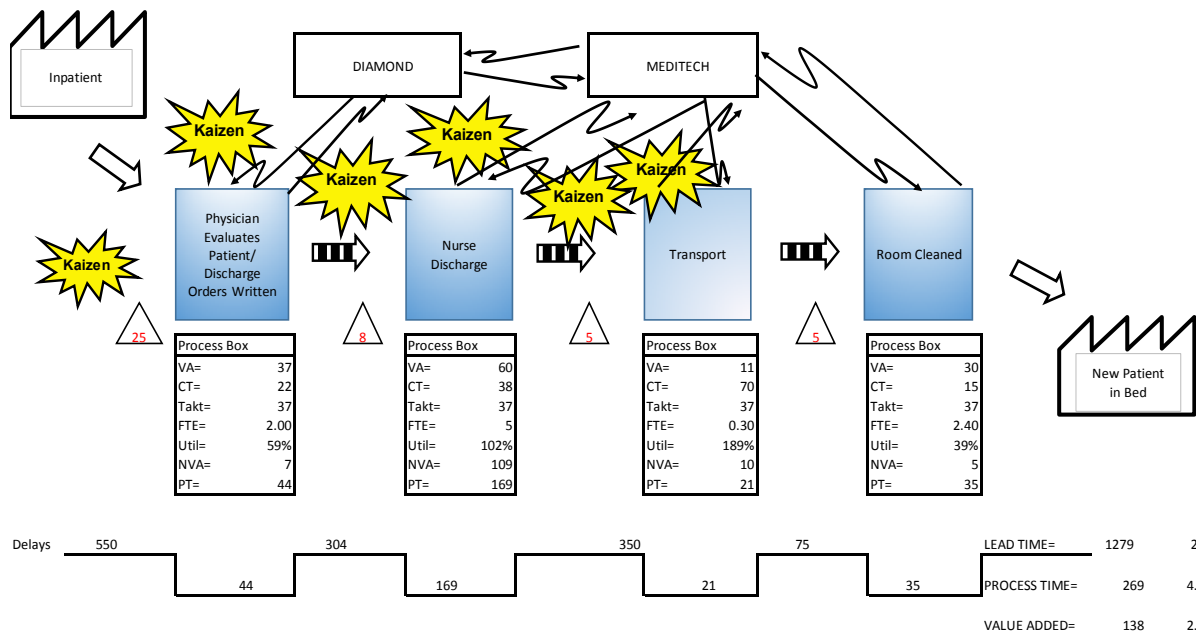 Inpatient
DIAMOND
MEDITECH
Kaizen
Kaizen
Kaizen
Kaizen
Kaizen
Kaizen
Physician
Evaluates
Patient/
Discharge
Orders Written
Nurse
Discharge
Transport
Room Cleaned
25
8
5
5
New Patient
in Bed
Process Box
VA= 37
CT= 22
Takt= 37
FTE= 2.00
Util= 59%
NVA= 7
PT= 44
Process Box
VA= 60
CT= 38
Takt= 37
FTE= 5
Util= 102%
NVA= 109
PT= 169
Process Box
VA= 11
CT= 70
Takt= 37
FTE= 0.30
Util= 189%
NVA= 10
PT= 21
Process Box
VA= 30
CT= 15
Takt= 37
FTE= 2.40
Util= 39%
NVA= 5
PT= 35
Delays 550 304 350 75 LEAD TIME= 1279 2
44 169 21 35 PROCESS TIME= 269 4.
VALUE ADDED= 138 2.